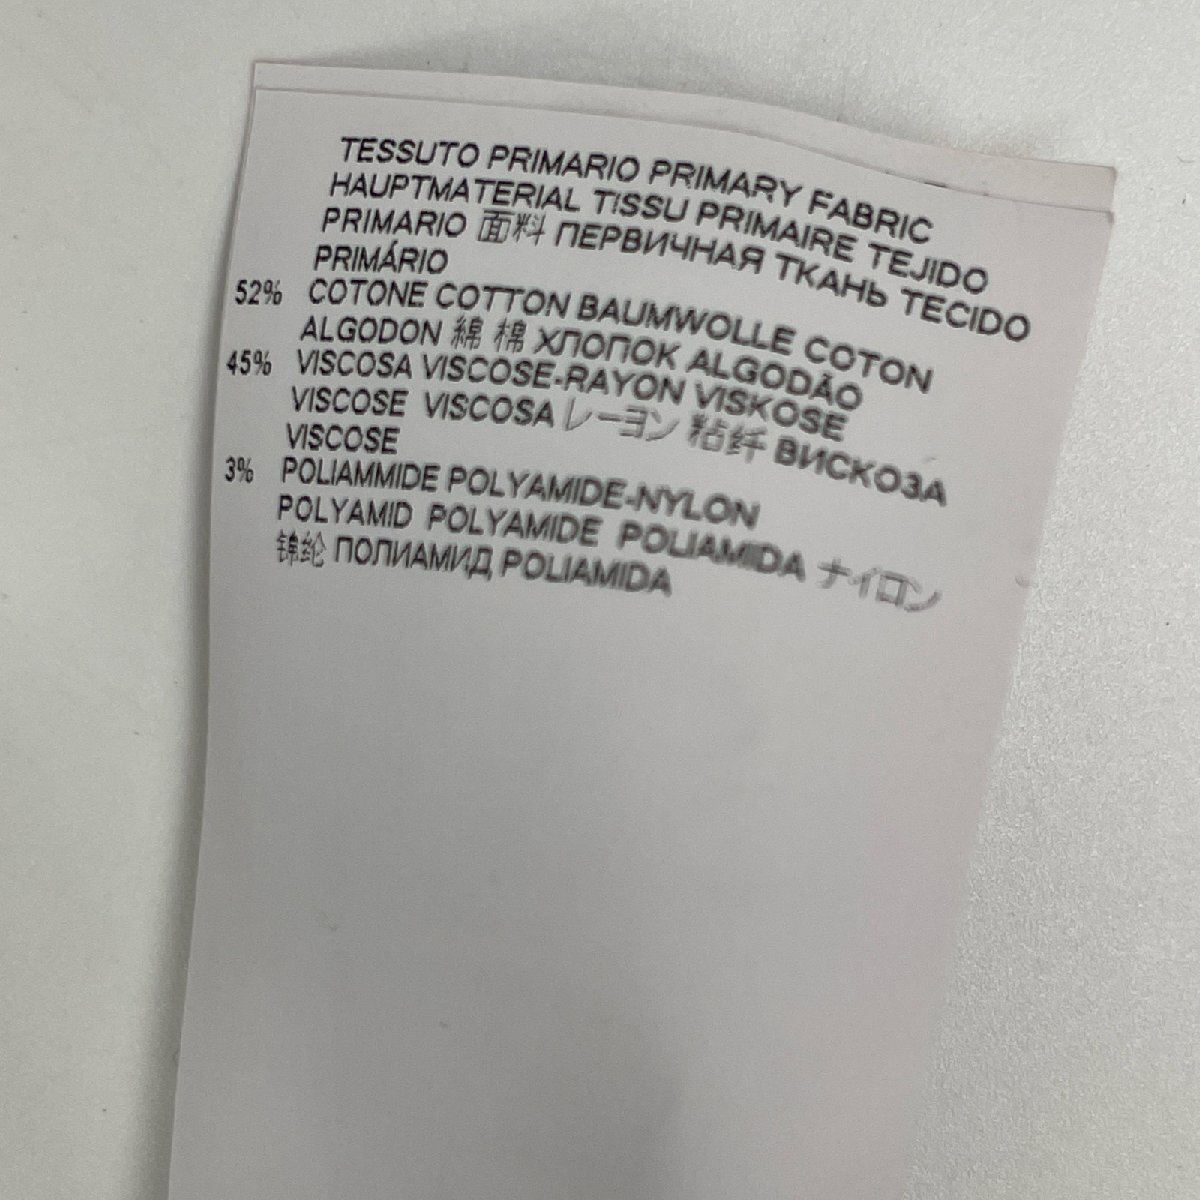 TESSUTO PRIMARIO PRIMARY FABRIC
HAUPTMATERIAL TISSU PRIMAIRE TEJIDO
PRIMARIO 面料 ПЕРВИЧНАЯ ТКАНЬ TECIDO
PRIMÁRIO
52% COTONE COTTON BAUMWOLLE COTON
ALGODON 綿 棉 ХЛОПОК ALGODÃO
45% VISCOSA VISCOSE-RAYON VISKOSE
VISCOSE VISCOSA レーヨン 粘纤 ВИСКОЗА
VISCOSE
3% POLIAMMIDE POLYAMIDE-NYLON
POLYAMID POLYAMIDE POLIAMIDA ナイロン
锦纶 ПОЛИАМИД POLIAMIDA